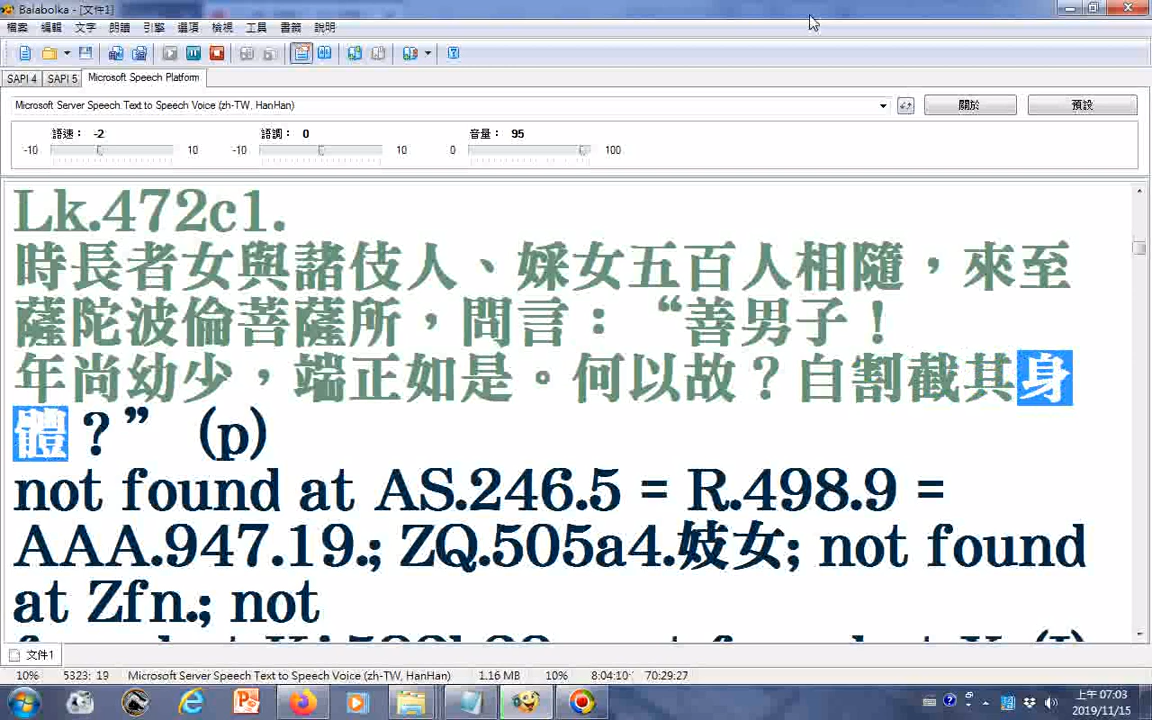 Balabolka - [文件1]
檔案 編輯 文字 朗讀 引擎 選項 檢視 工具 書籤 說明
SAPI 4 SAPI 5 Microsoft Speech Platform
Microsoft Server Speech Text to Speech Voice (zh-TW, HanHan) 關於 預設
語速： -2 語調： 0 音量： 95
-10 10 -10 10 0 100
Lk.472c1.
時長者女與諸伎人、婇女五百人相隨，來至
薩陀波倫菩薩所，問言：“善男子！
年尚幼少，端正如是。何以故？自割截其身
體？” (p)
not found at AS.246.5 = R.498.9 =
AAA.947.19.; ZQ.505a4.妓女; not found
at Zfn.; not
文件1
10% 5323: 19 Microsoft Server Speech Text to Speech Voice (zh-TW, HanHan) 1.16 MB 10% 8:04:10 70:29:27
上午 07:03
2019/11/15